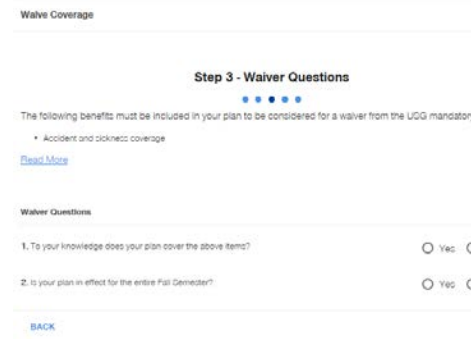 Waive Coverage
Step 3 - Waiver Questions
The following benefits must be included in your plan to be considered for a waiver from the USG mandatory
• Accident and sickness coverage
Read More
Waiver Questions
1. To your knowledge does your plan cover the above items? Yes
2. Is your plan in effect for the entire Fall Semester? Yes
BACK